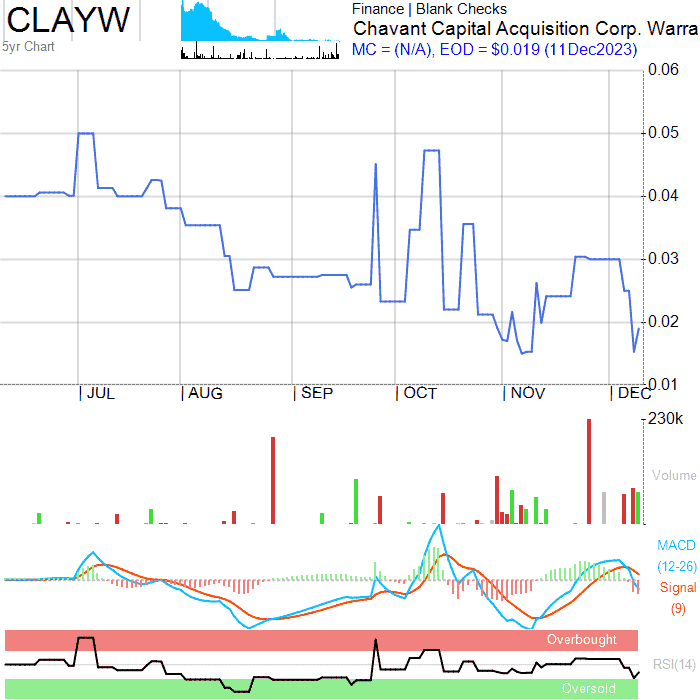 CLAYW
5yr Chart
Finance | Blank Checks
Chavant Capital Acquisition Corp. Warra
MC = (N/A), EOD = $0.019 (11Dec2023)
0.06
0.05
0.04
0.03
0.02
0.01
| JUL | AUG | SEP | OCT | NOV | DEC
230k
Volume
MACD
(12-26)
Signal
(9)
Overbought
RSI(14)
Oversold